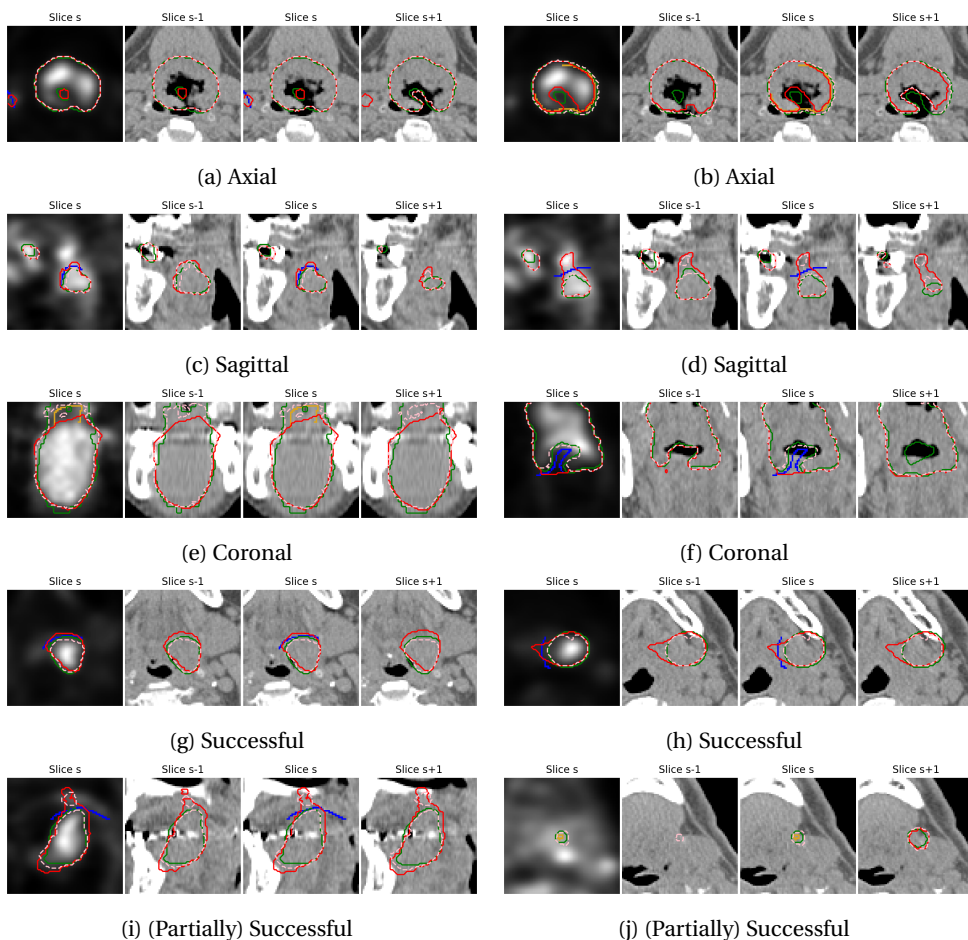 Slice s Slice s-1 Slice s Slice s+1 Slice s Slice s-1 Slice s Slice s+1
(a) Axial (b) Axial
Slice s Slice s-1 Slice s Slice s+1 Slice s Slice s-1 Slice s Slice s+1
(c) Sagittal (d) Sagittal
Slice s Slice s-1 Slice s Slice s+1 Slice s Slice s-1 Slice s Slice s+1
(e) Coronal (f) Coronal
Slice s Slice s-1 Slice s Slice s+1 Slice s Slice s-1 Slice s Slice s+1
(g) Successful (h) Successful
Slice s Slice s-1 Slice s Slice s+1 Slice s Slice s-1 Slice s Slice s+1
(i) (Partially) Successful (j) (Partially) Successful